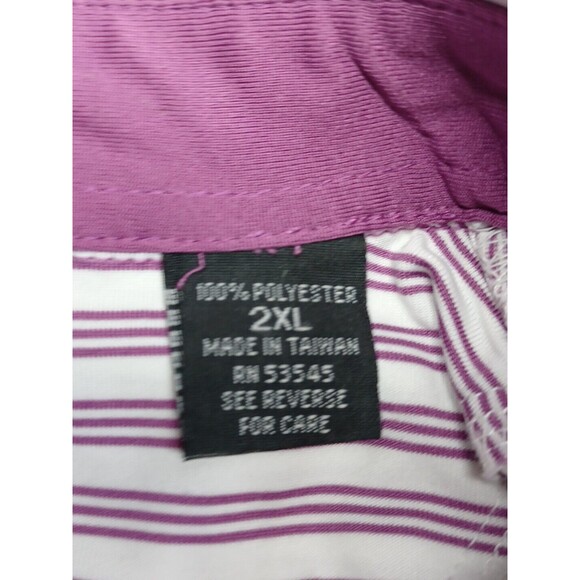 100% POLYESTER
2XL
MADE IN TAIWAN
RN 53545
SEE REVERSE
FOR CARE